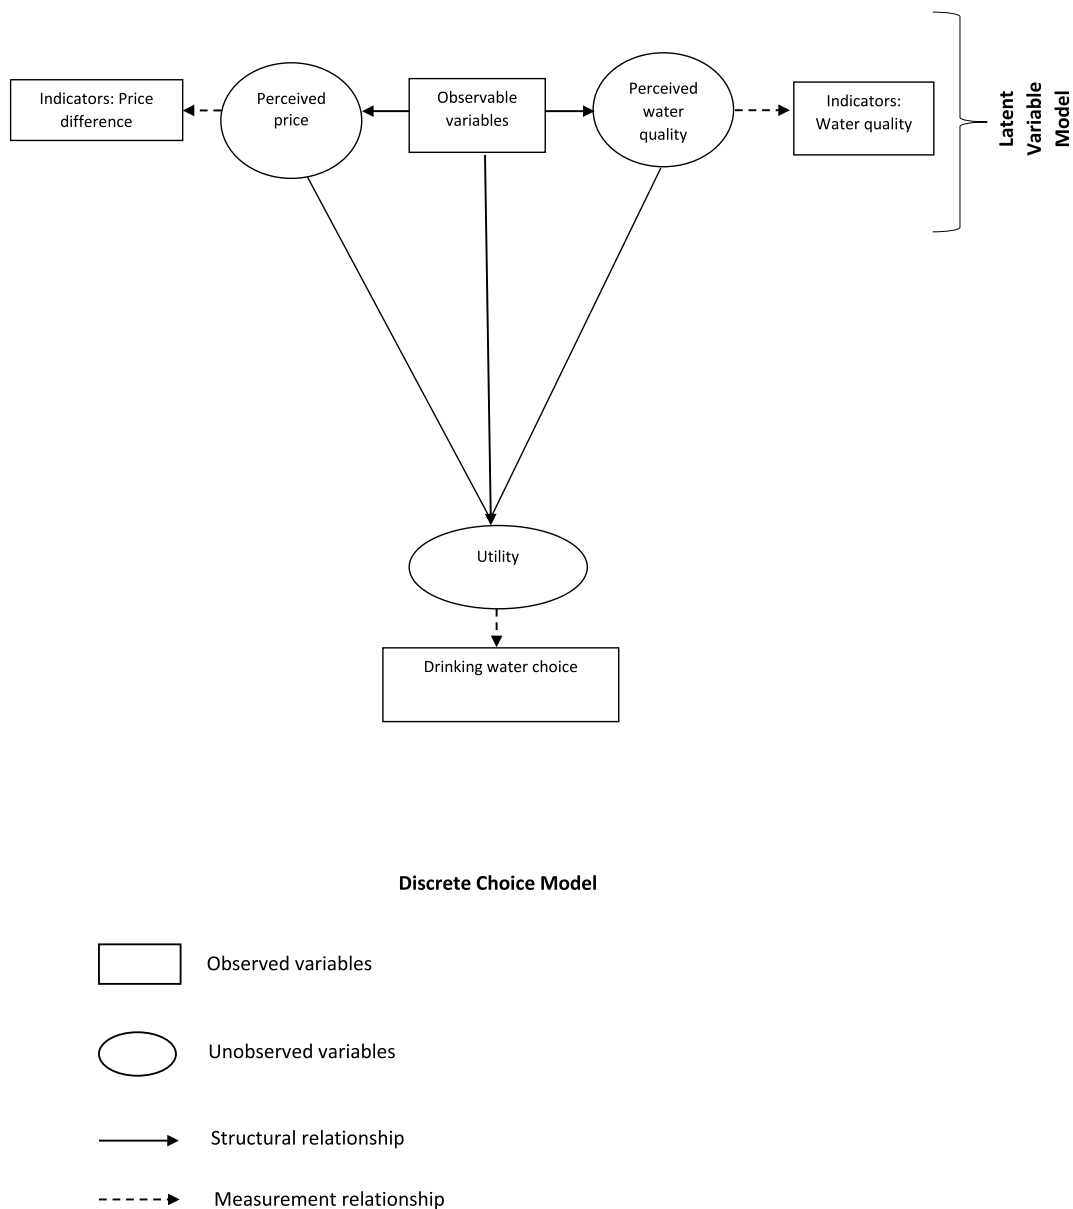 Indicators: Price
difference
Perceived
price
Observable
variables
Perceived
water
quality
Indicators:
Water quality
Latent
Variable
Model
Utility
Drinking water choice
Discrete Choice Model
Observed variables
Unobserved variables
Structural relationship
Measurement relationship